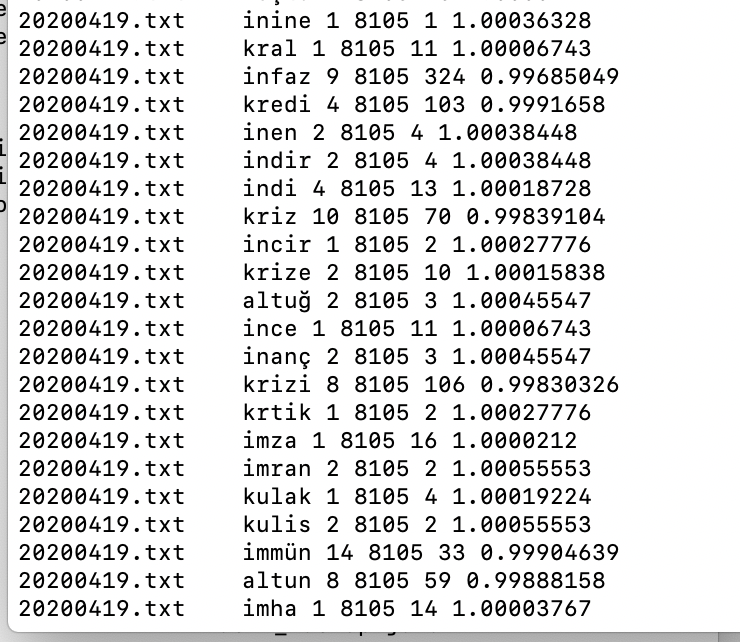 20200419.txt inine 1 8105 1 1.00036328
20200419.txt kral 1 8105 11 1.00006743
20200419.txt infaz 9 8105 324 0.99685049
20200419.txt kredi 4 8105 103 0.9991658
20200419.txt inen 2 8105 4 1.00038448
20200419.txt indir 2 8105 4 1.00038448
20200419.txt indi 4 8105 13 1.00018728
20200419.txt kriz 10 8105 70 0.99839104
20200419.txt incir 1 8105 2 1.00027776
20200419.txt krize 2 8105 10 1.00015838
20200419.txt altuğ 2 8105 3 1.00045547
20200419.txt ince 1 8105 11 1.00006743
20200419.txt inanç 2 8105 3 1.00045547
20200419.txt krizi 8 8105 106 0.99830326
20200419.txt krtik 1 8105 2 1.00027776
20200419.txt imza 1 8105 16 1.0000212
20200419.txt imran 2 8105 2 1.00055553
20200419.txt kulak 1 8105 4 1.00019224
20200419.txt kulis 2 8105 2 1.00055553
20200419.txt immün 14 8105 33 0.99904639
20200419.txt altun 8 8105 59 0.99888158
20200419.txt imha 1 8105 14 1.00003767